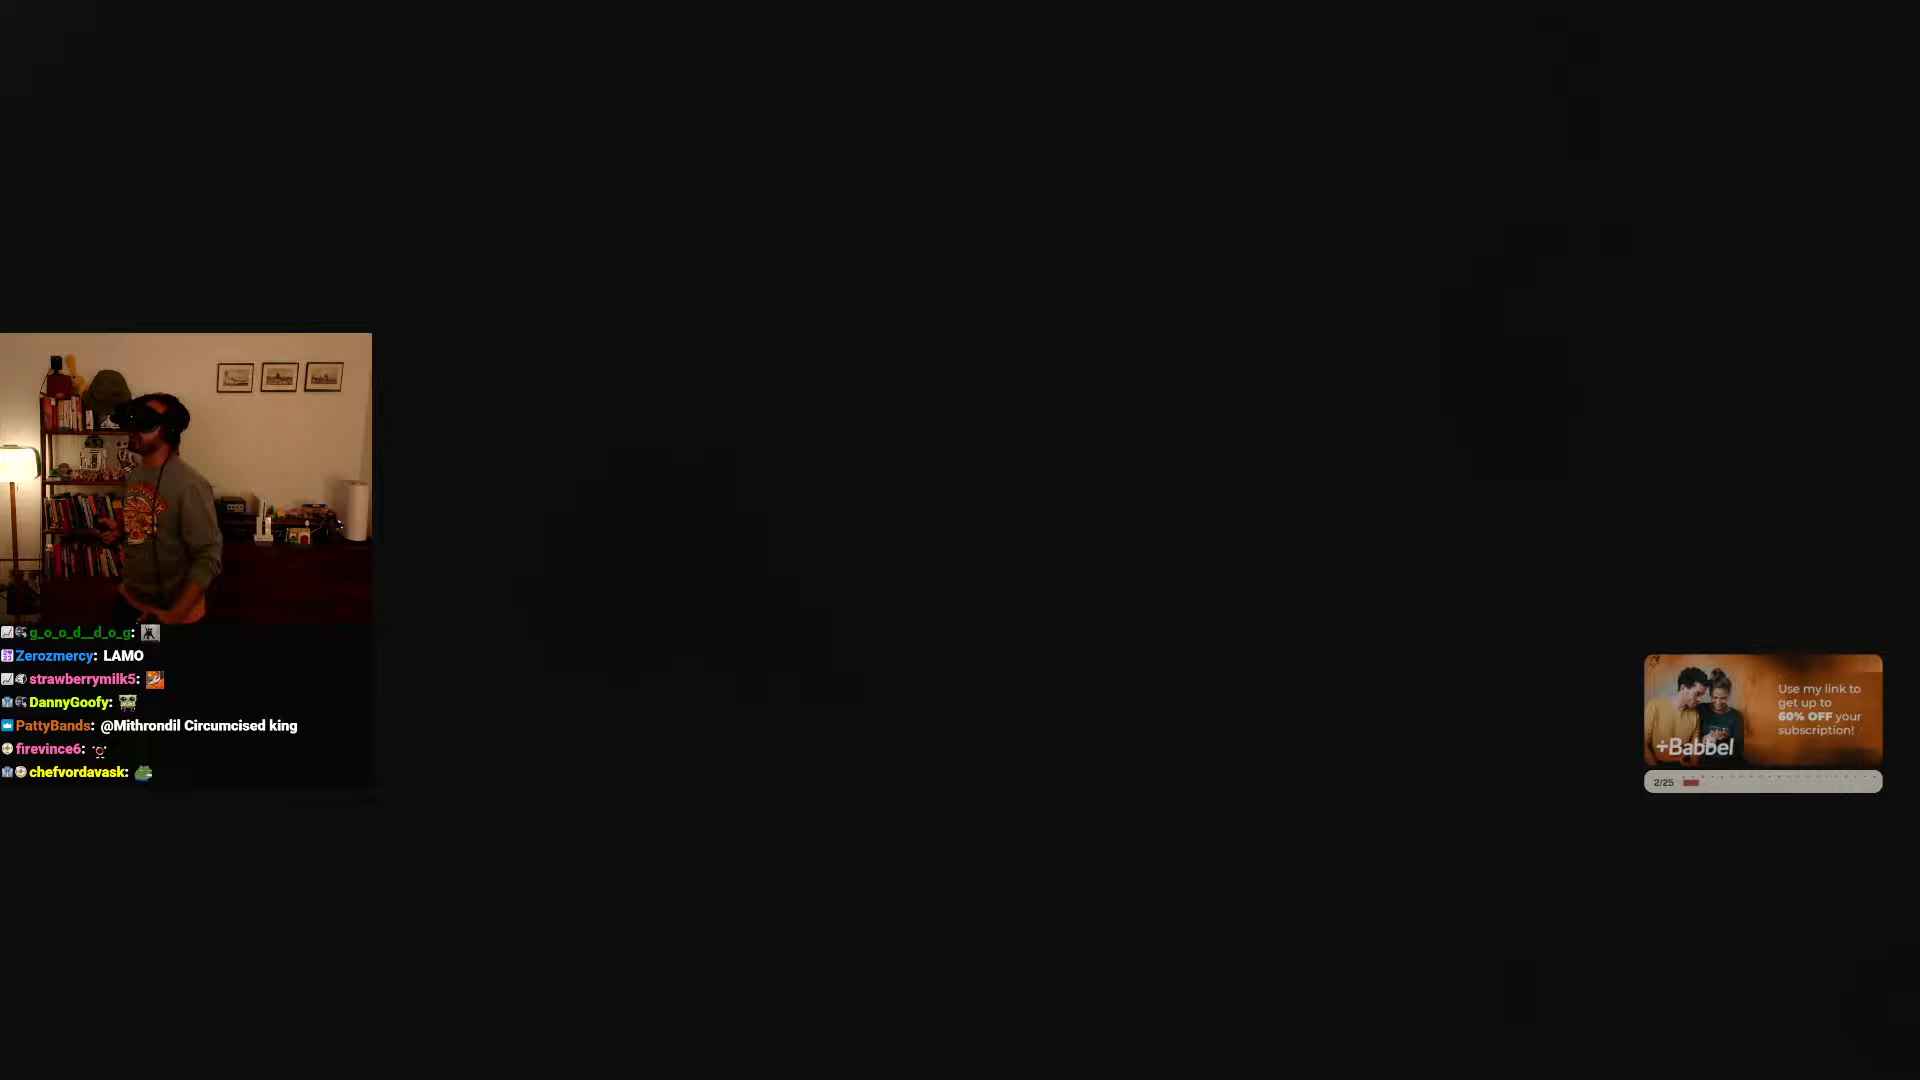 g_o_o_d__d_o_g:
Zerozmercy: LAMO
strawberrymilk5:
DannyGoofy:
PattyBands: @Mithrondil Circumcised king
firevince6:
chefvordavask:
Use my link to
get up to
60% OFF your
subscription!
+Babbel
2/25